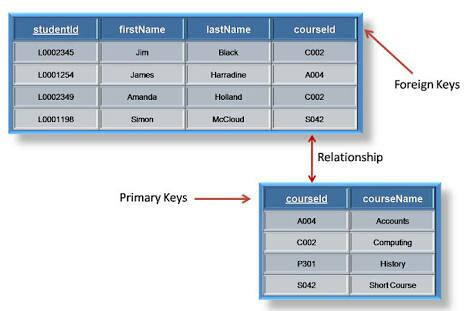 studentId firstName lastName courseId
L0002345 Jim Black C002
L0001254 James Harradine A004
L0002349 Amanda Holland C002
L0001198 Simon McCloud S042
Foreign Keys
Relationship
Primary Keys
courseId courseName
A004 Accounts
C002 Computing
P301 History
S042 Short Course